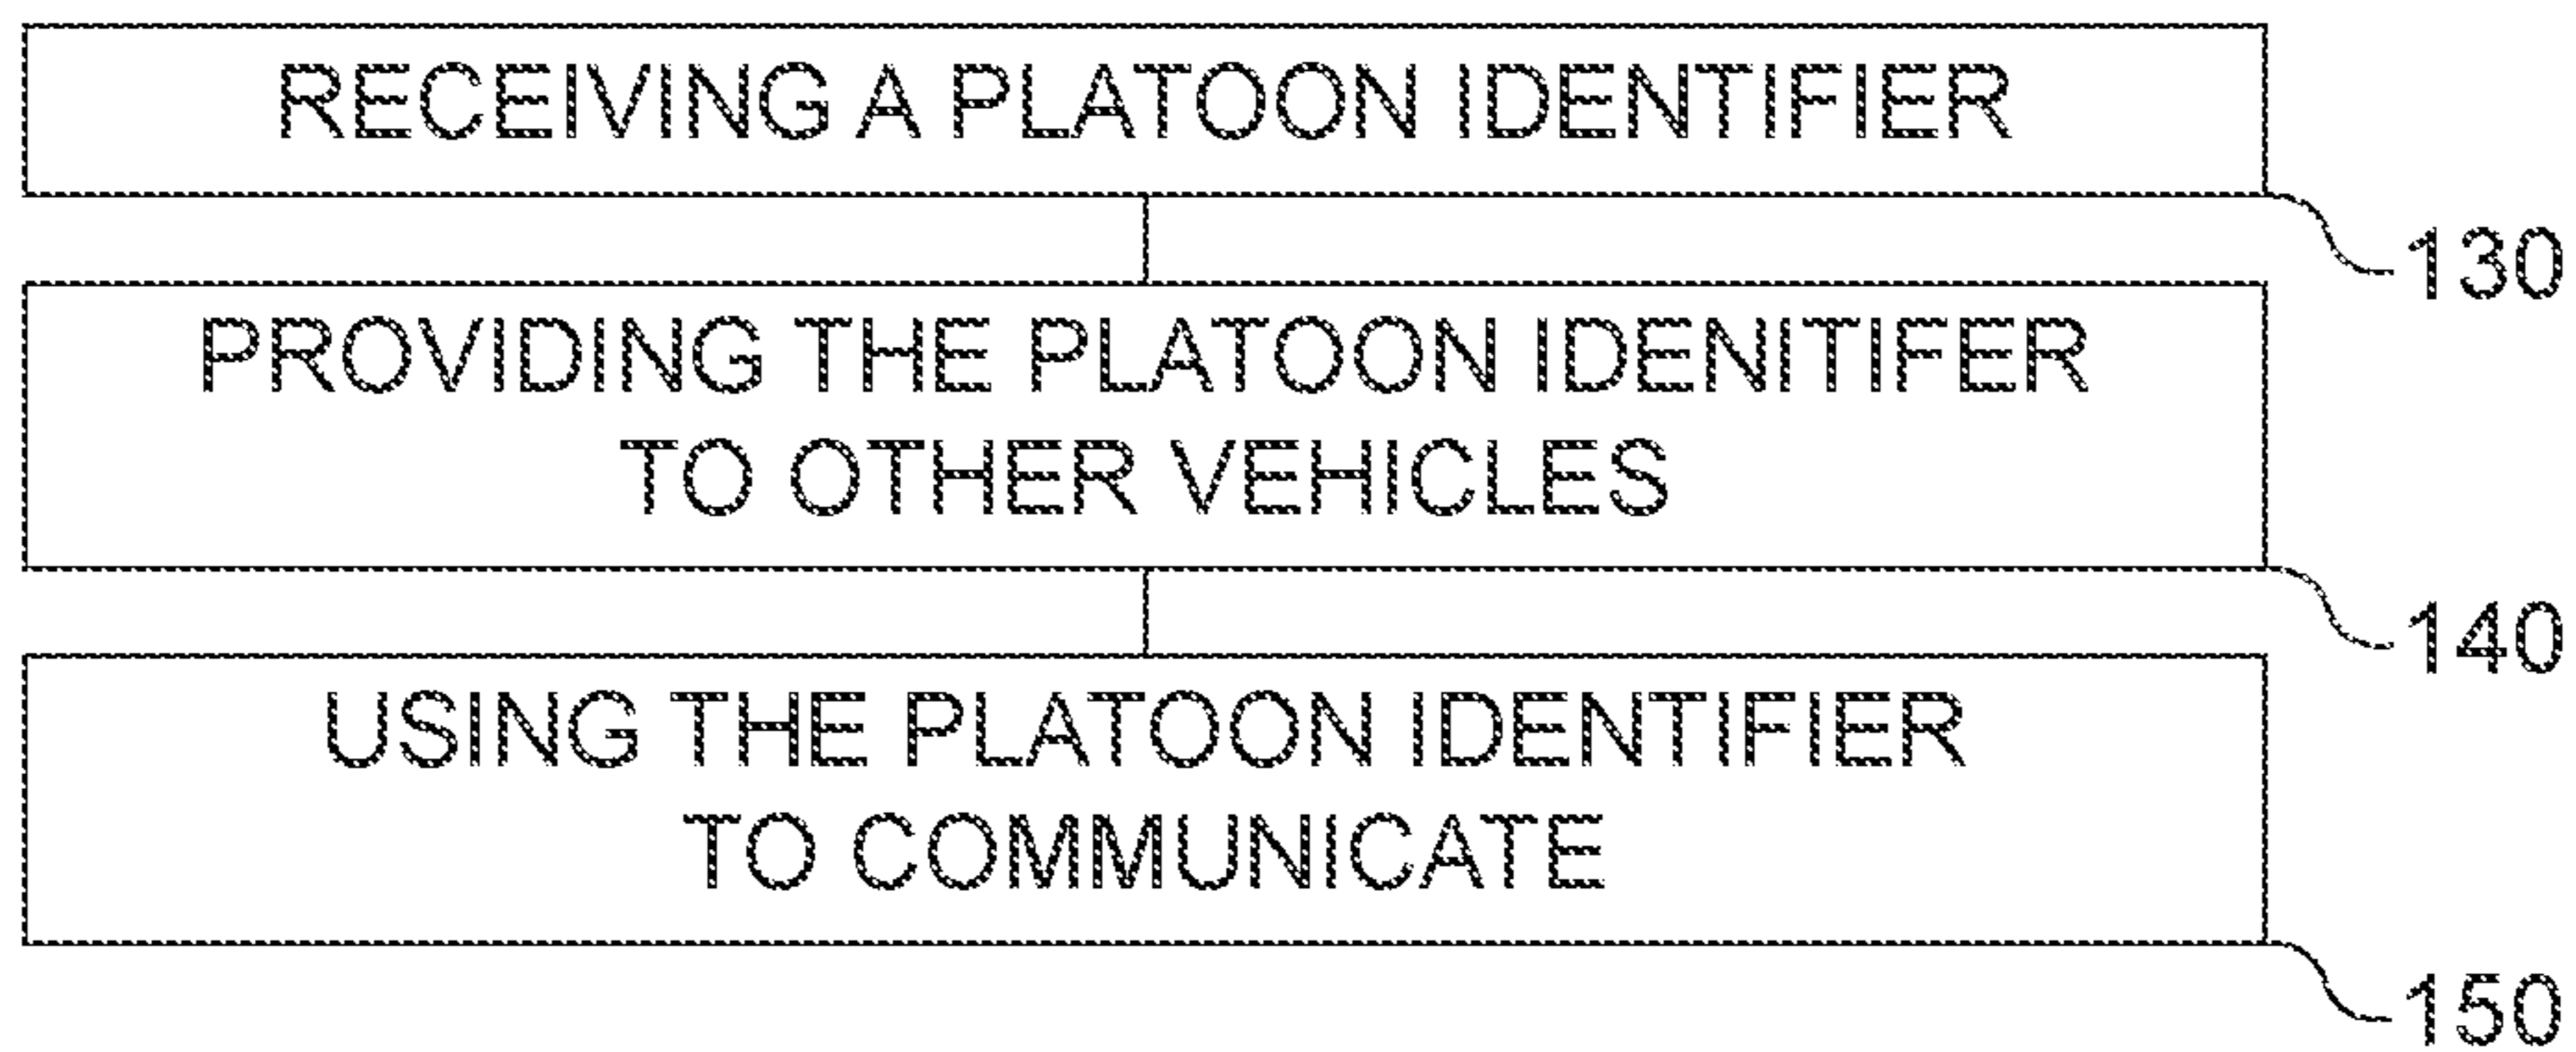 RECEIVING A PLATOON IDENTIFIER
130
PROVIDING THE PLATOON IDENITIFER
TO OTHER VEHICLES
140
USING THE PLATOON IDENTIFIER
TO COMMUNICATE
150